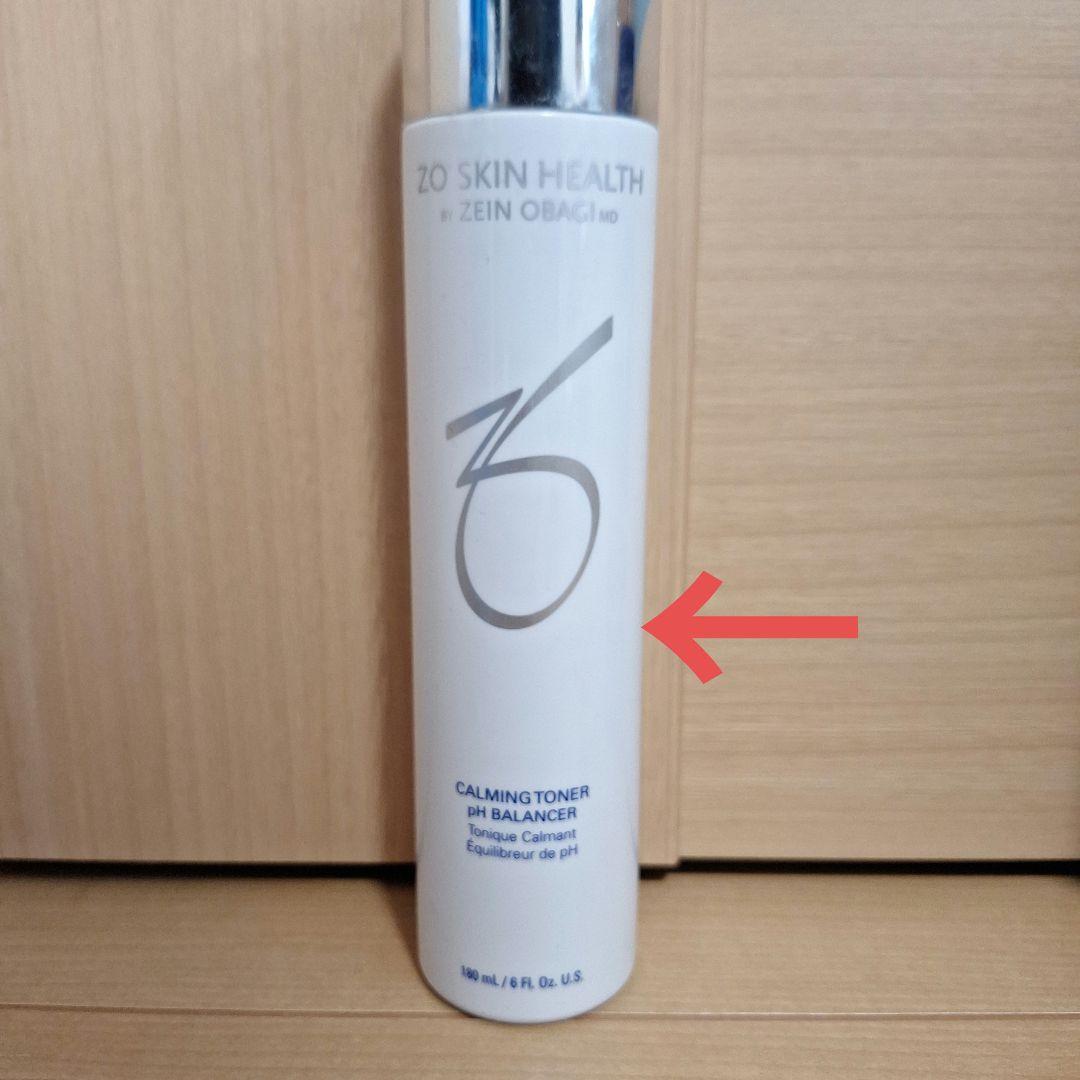 ZO SKIN HEALTH
BY ZEIN OBAGI MD
ZO
CALMING TONER
pH BALANCER
Tonique Calmant
Équilibreur de pH
180 mL / 6 Fl. Oz. U.S.